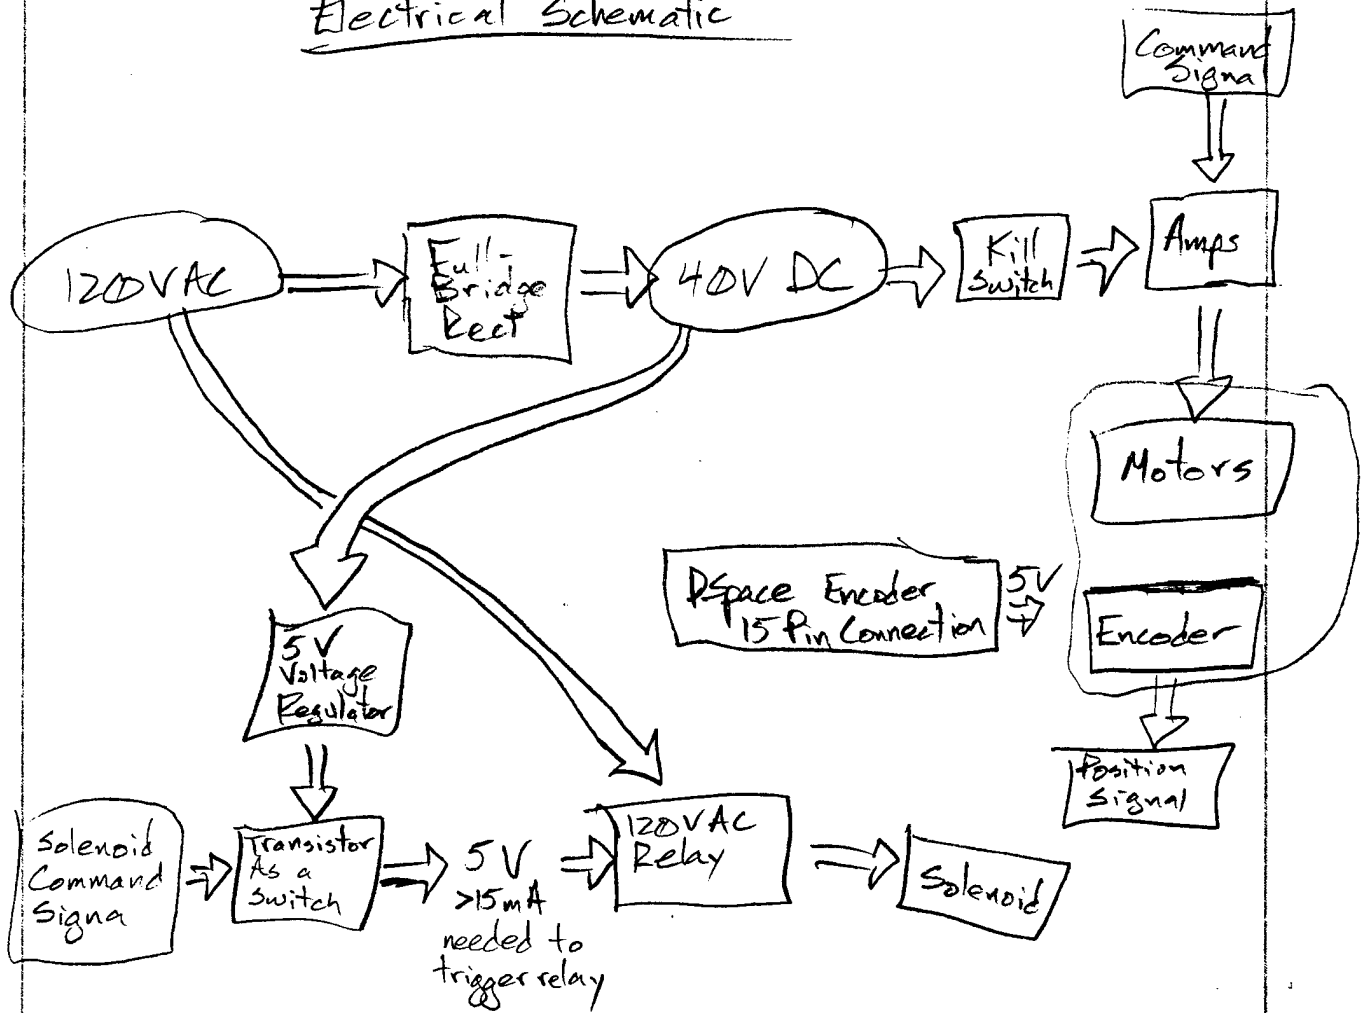 Electrical Schematic
Command
Signa
120VAC
Full-
Bridge
Rect
40V DC
Kill
Switch
Amps
Motors
DSpace Encoder
15 Pin Connection
5V
Encoder
5V
Voltage
Regulator
Position
Signal
Solenoid
Command
Signa
Transistor
As a
Switch
5V
>15mA
needed to
trigger relay
120VAC
Relay
Solenoid